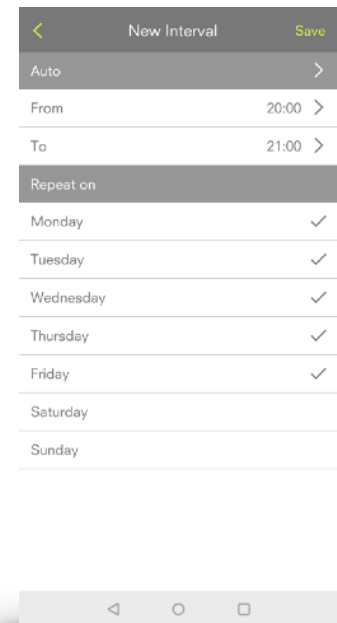 New Interval Save
Auto
From 20:00
To 21:00
Repeat on
Monday
Tuesday
Wednesday
Thursday
Friday
Saturday
Sunday